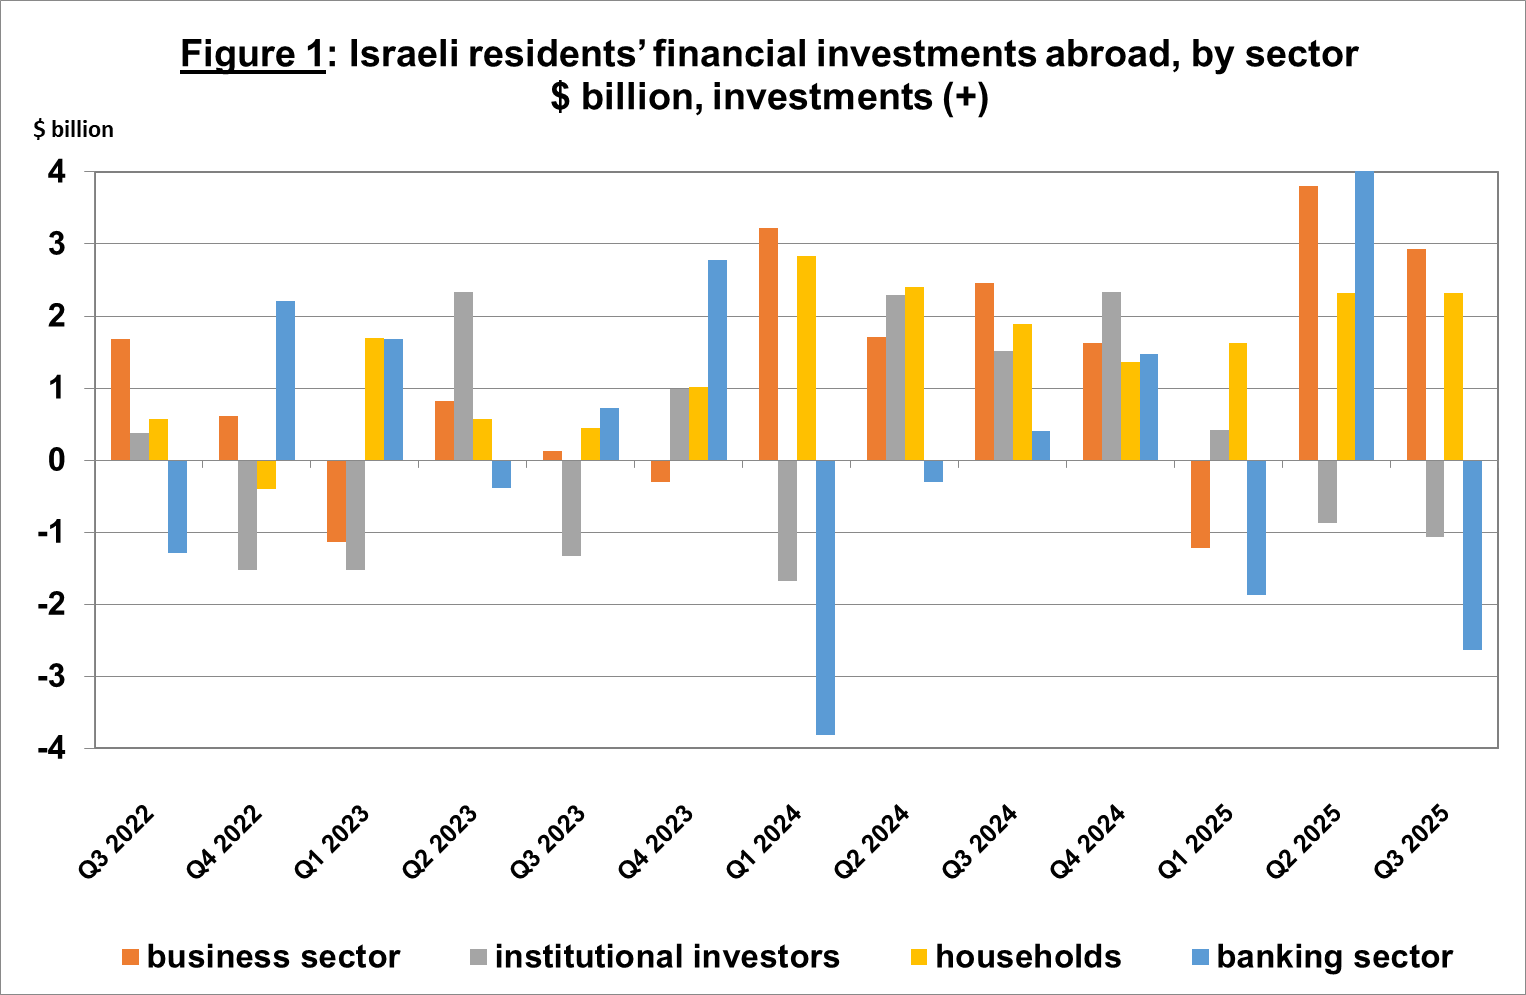 Figure 1: Israeli residents’ financial investments abroad, by sector
$ billion, investments (+)
$ billion
4
3
2
1
0
-1
-2
-3
-4
Q3 2022
Q4 2022
Q1 2023
Q2 2023
Q3 2023
Q4 2023
Q1 2024
Q2 2024
Q3 2024
Q4 2024
Q1 2025
Q2 2025
Q3 2025
business sector
institutional investors
households
banking sector